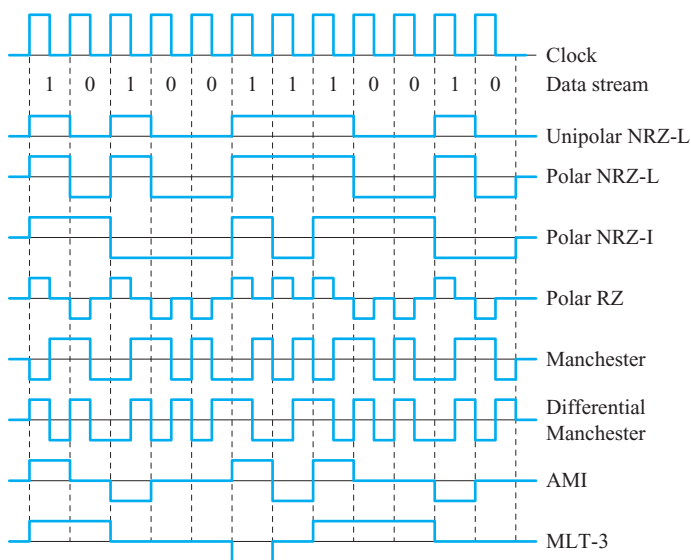 Clock
1 0 1 0 0 1 1 1 0 0 1 0 Data stream
Unipolar NRZ-L
Polar NRZ-L
Polar NRZ-I
Polar RZ
Manchester
Differential
Manchester
AMI
MLT-3